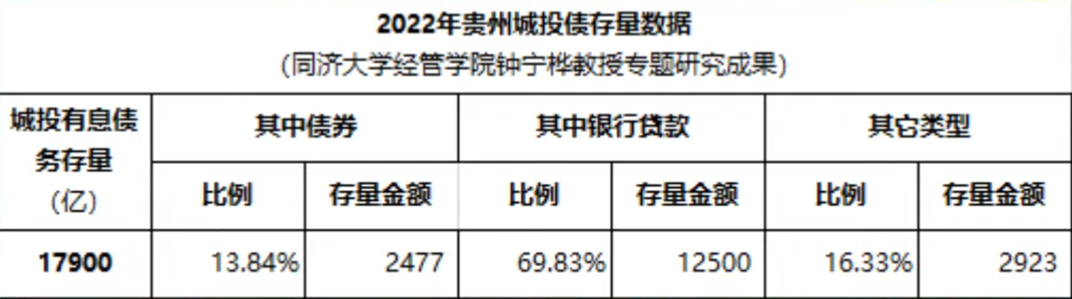 2022年贵州城投债存量数据
(同济大学经管学院钟宁桦教授专题研究成果)
城投有息债
务存量
(亿)
其中债券
其中银行贷款
其它类型
比例
存量金额
比例
存量金额
比例
存量金额
17900
13.84%
2477
69.83%
12500
16.33%
2923